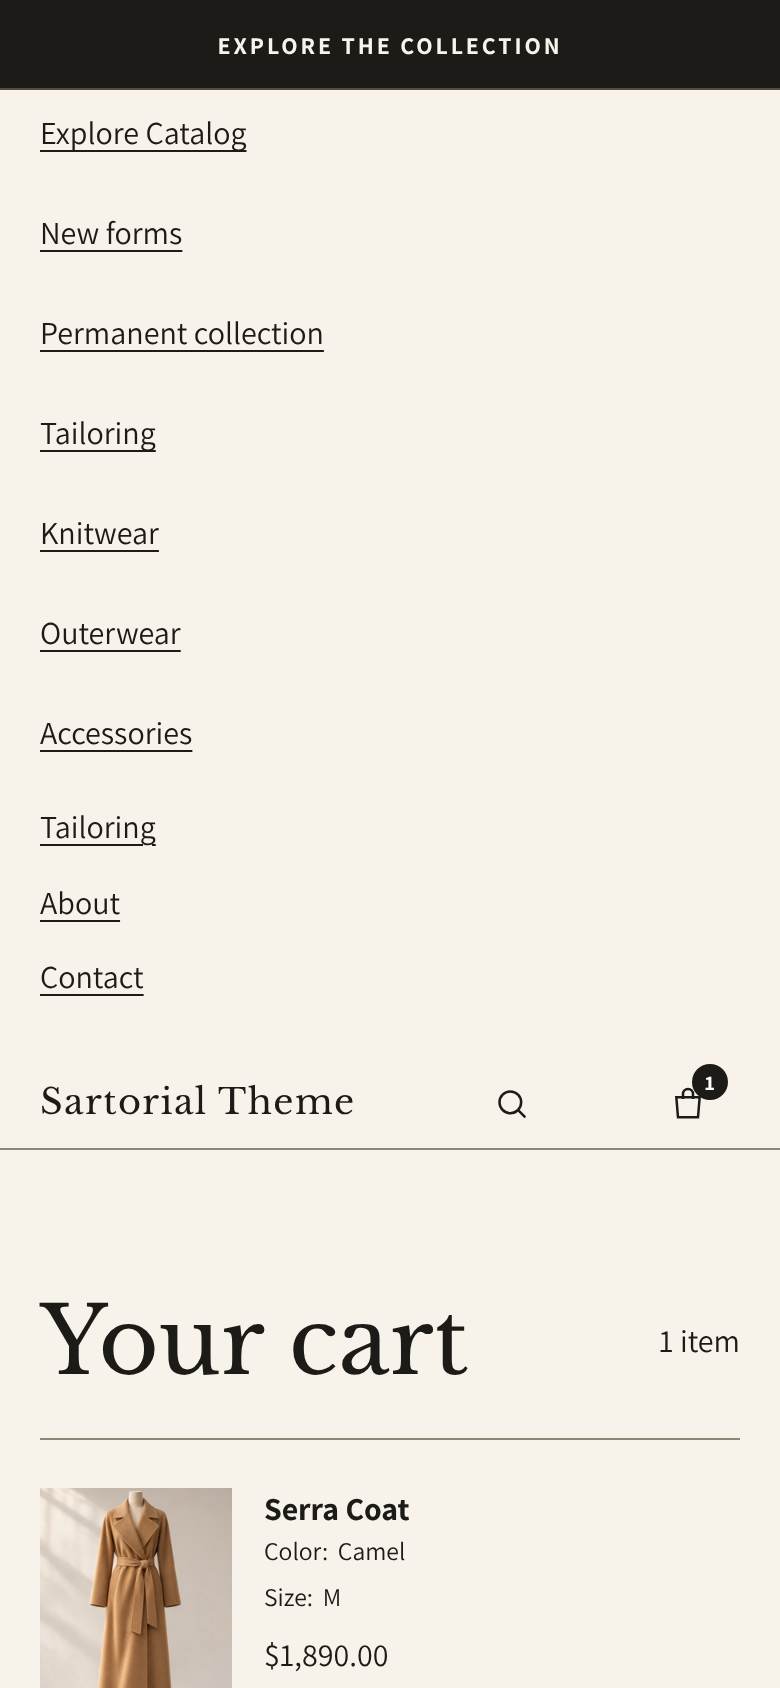 EXPLORE THE COLLECTION
Explore Catalog
New forms
Permanent collection
Tailoring
Knitwear
Outerwear
Accessories
Tailoring
About
Contact
Sartorial Theme
1
Your cart
1 item
Serra Coat
Color: Camel
Size: M
$1,890.00